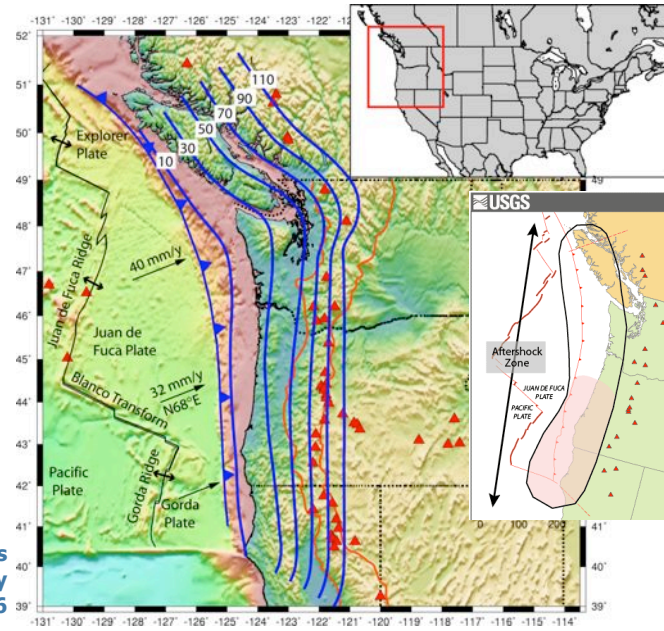 -131° -130° -129° -128° -127° -126° -125° -124° -123° -122° -121°
52°
51°
50°
49°
48°
47°
46°
45°
44°
43°
42°
41°
40°
39°
110
90
70
50
30
10
Explorer
Plate
49
40 mm/y
Juan de Fuca Ridge
Juan de
Fuca Plate
32 mm/y
N68°E
Blanco Transform
Pacific
Plate
Gorda Ridge
Gorda
Plate
-131° -130° -129° -128° -127° -126° -125° -124° -123° -122° -121° -120° -119° -118° -117° -116° -115° -114°
USGS
Aftershock
Zone
JUAN DE FUCA
PLATE
PACIFIC
PLATE
0 100 200
41°
40°
39°
s
y
6